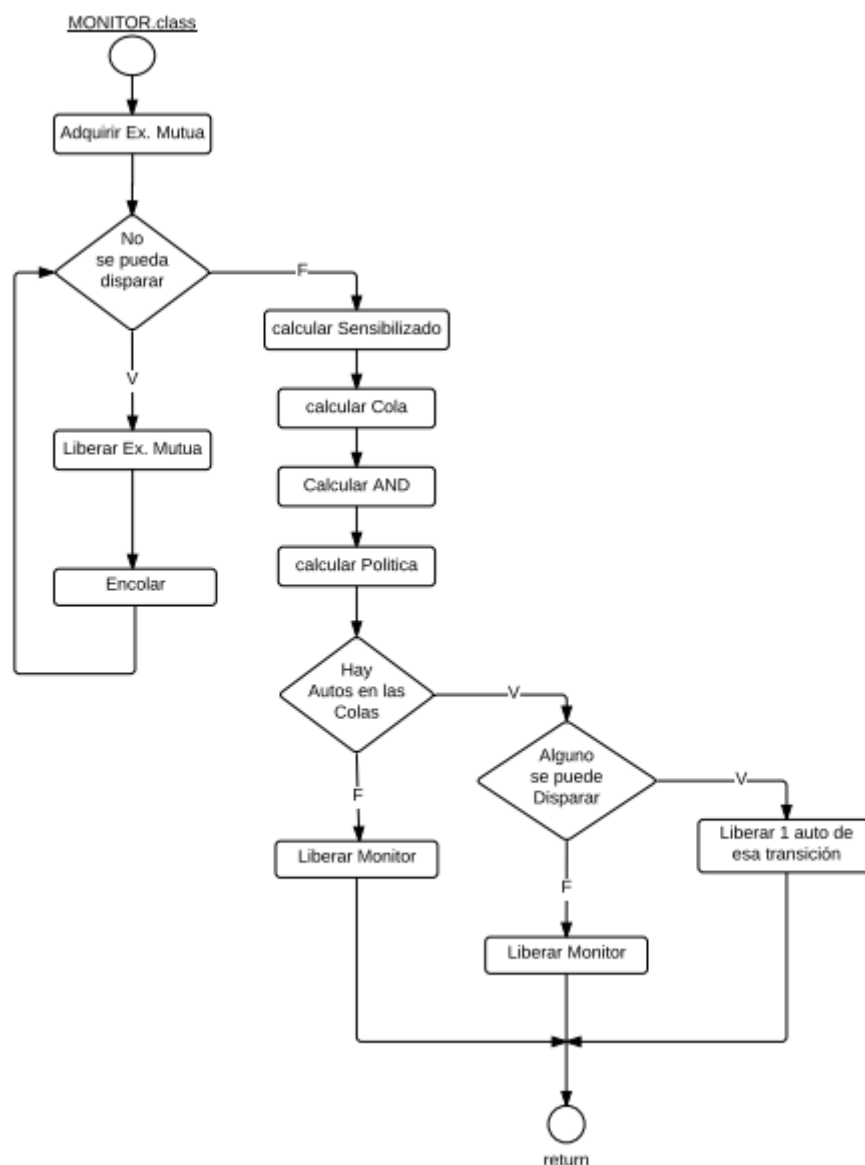 MONITOR.class
Adquirir Ex. Mutua
No
se pueda
disparar
F
V
calcular Sensibilizado
calcular Cola
Liberar Ex. Mutua
Calcular AND
calcular Politica
Encolar
Hay
Autos en las
Colas
V
F
Alguno
se puede
Disparar
V
F
Liberar Monitor
Liberar 1 auto de
esa transición
Liberar Monitor
return